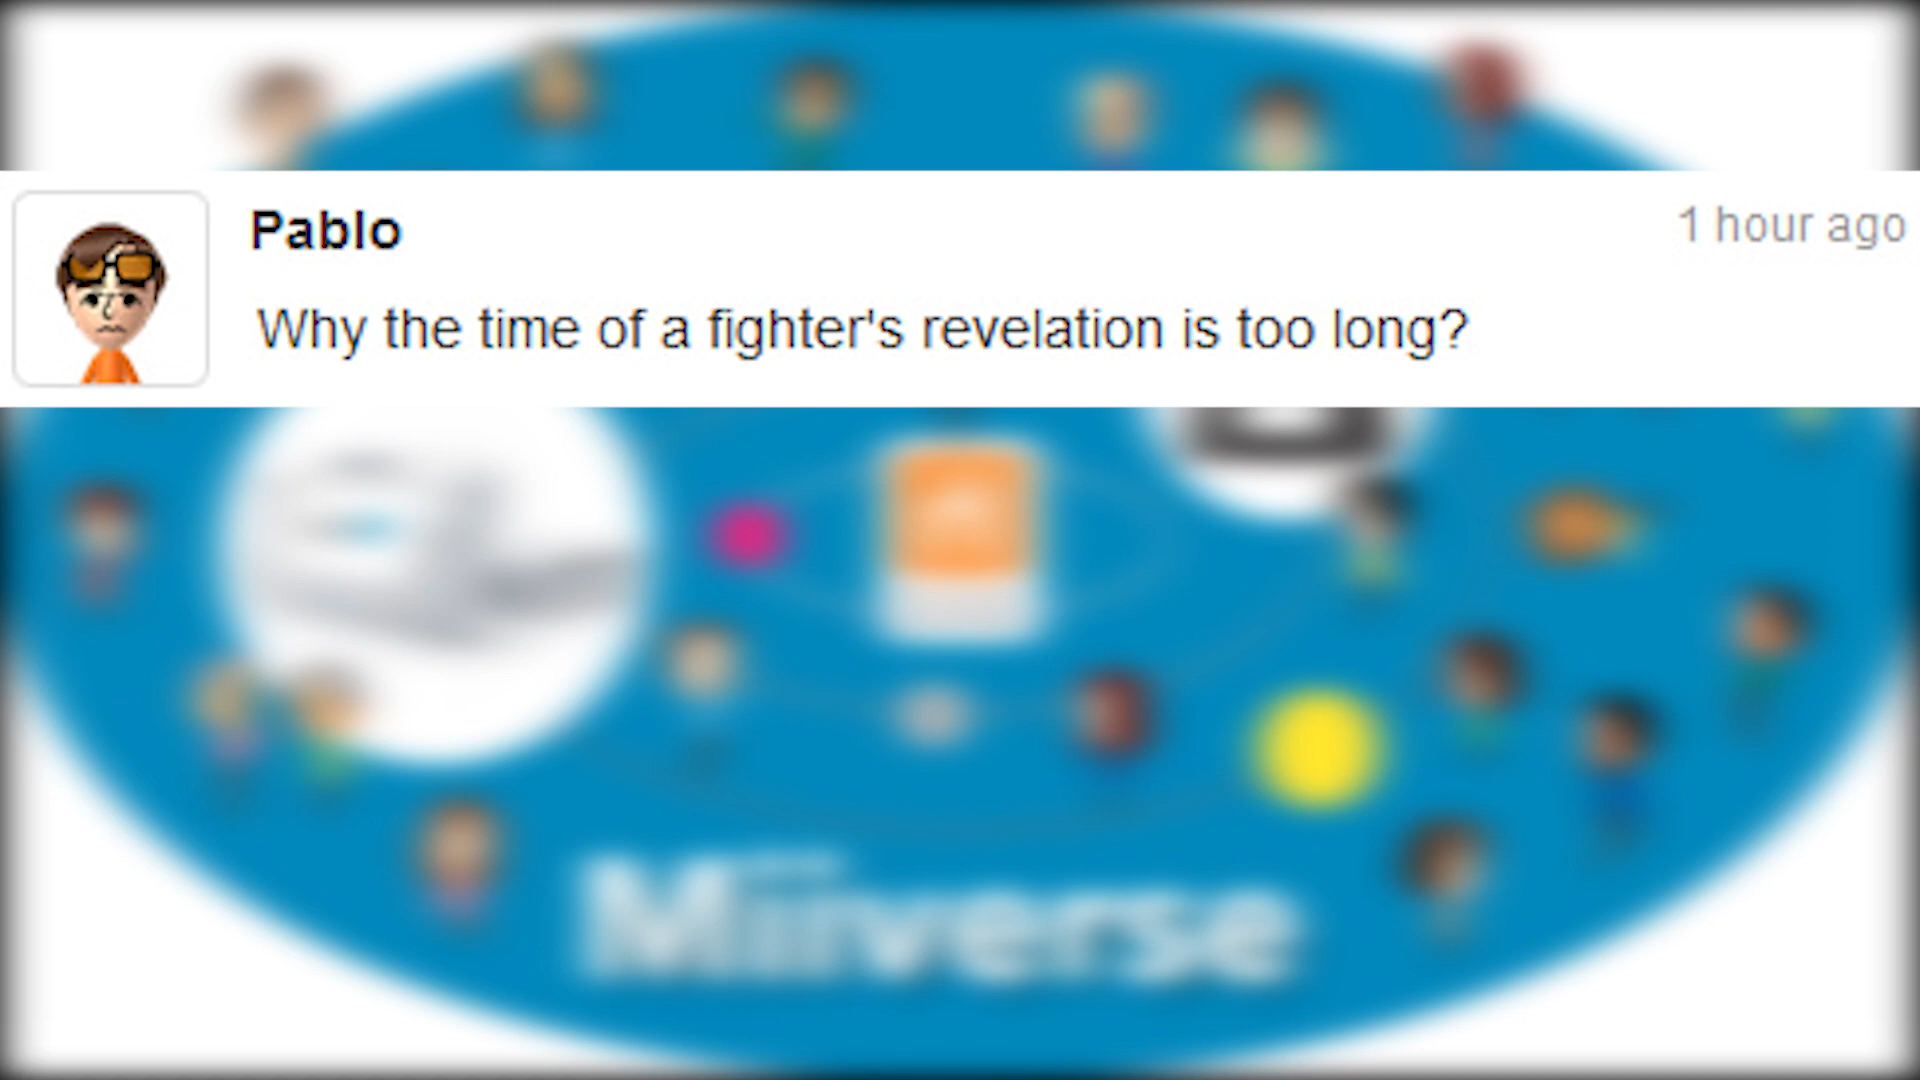 Pablo
1 hour ago
Why the time of a fighter's revelation is too long?
Miiverse